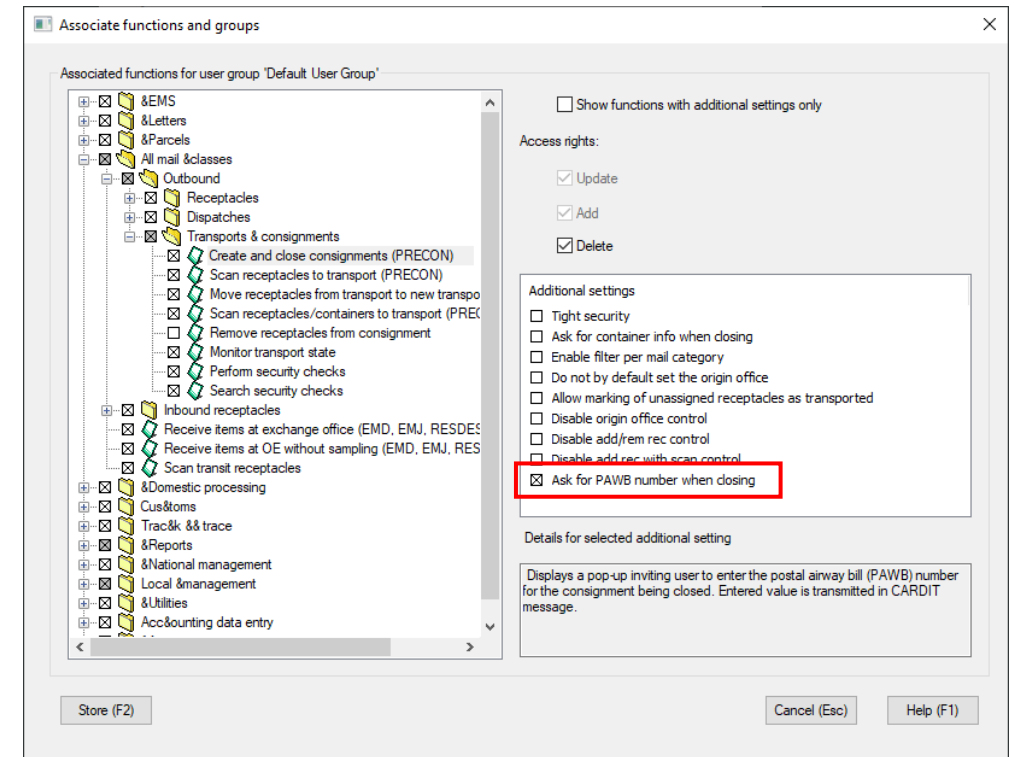 Associate functions and groups
Associated functions for user group 'Default User Group'
&EMS
&Letters
&Parcels
All mail &classes
Outbound
Receptacles
Dispatches
Transports & consignments
Create and close consignments (PRECON)
Scan receptacles to transport (PRECON)
Move receptacles from transport to new transpo
Scan receptacles/containers to transport (PREC
Remove receptacles from consignment
Monitor transport state
Perform security checks
Search security checks
Inbound receptacles
Receive items at exchange office (EMD, EMJ, RESDES
Receive items at OE without sampling (EMD, EMJ, RES
Scan transit receptacles
&Domestic processing
Cus&toms
Trac&k && trace
&Reports
&National management
Local &management
&Utilities
Acc&ounting data entry
Show functions with additional settings only
Access rights:
Update
Add
Delete
Additional settings
Tight security
Ask for container info when closing
Enable filter per mail category
Do not by default set the origin office
Allow marking of unassigned receptacles as transported
Disable origin office control
Disable add/rem rec control
Disable add rec with scan control
Ask for PAWB number when closing
Details for selected additional setting
Displays a pop-up inviting user to enter the postal airway bill (PAWB) number
for the consignment being closed. Entered value is transmitted in CARDIT
message.
Store (F2)
Cancel (Esc)
Help (F1)